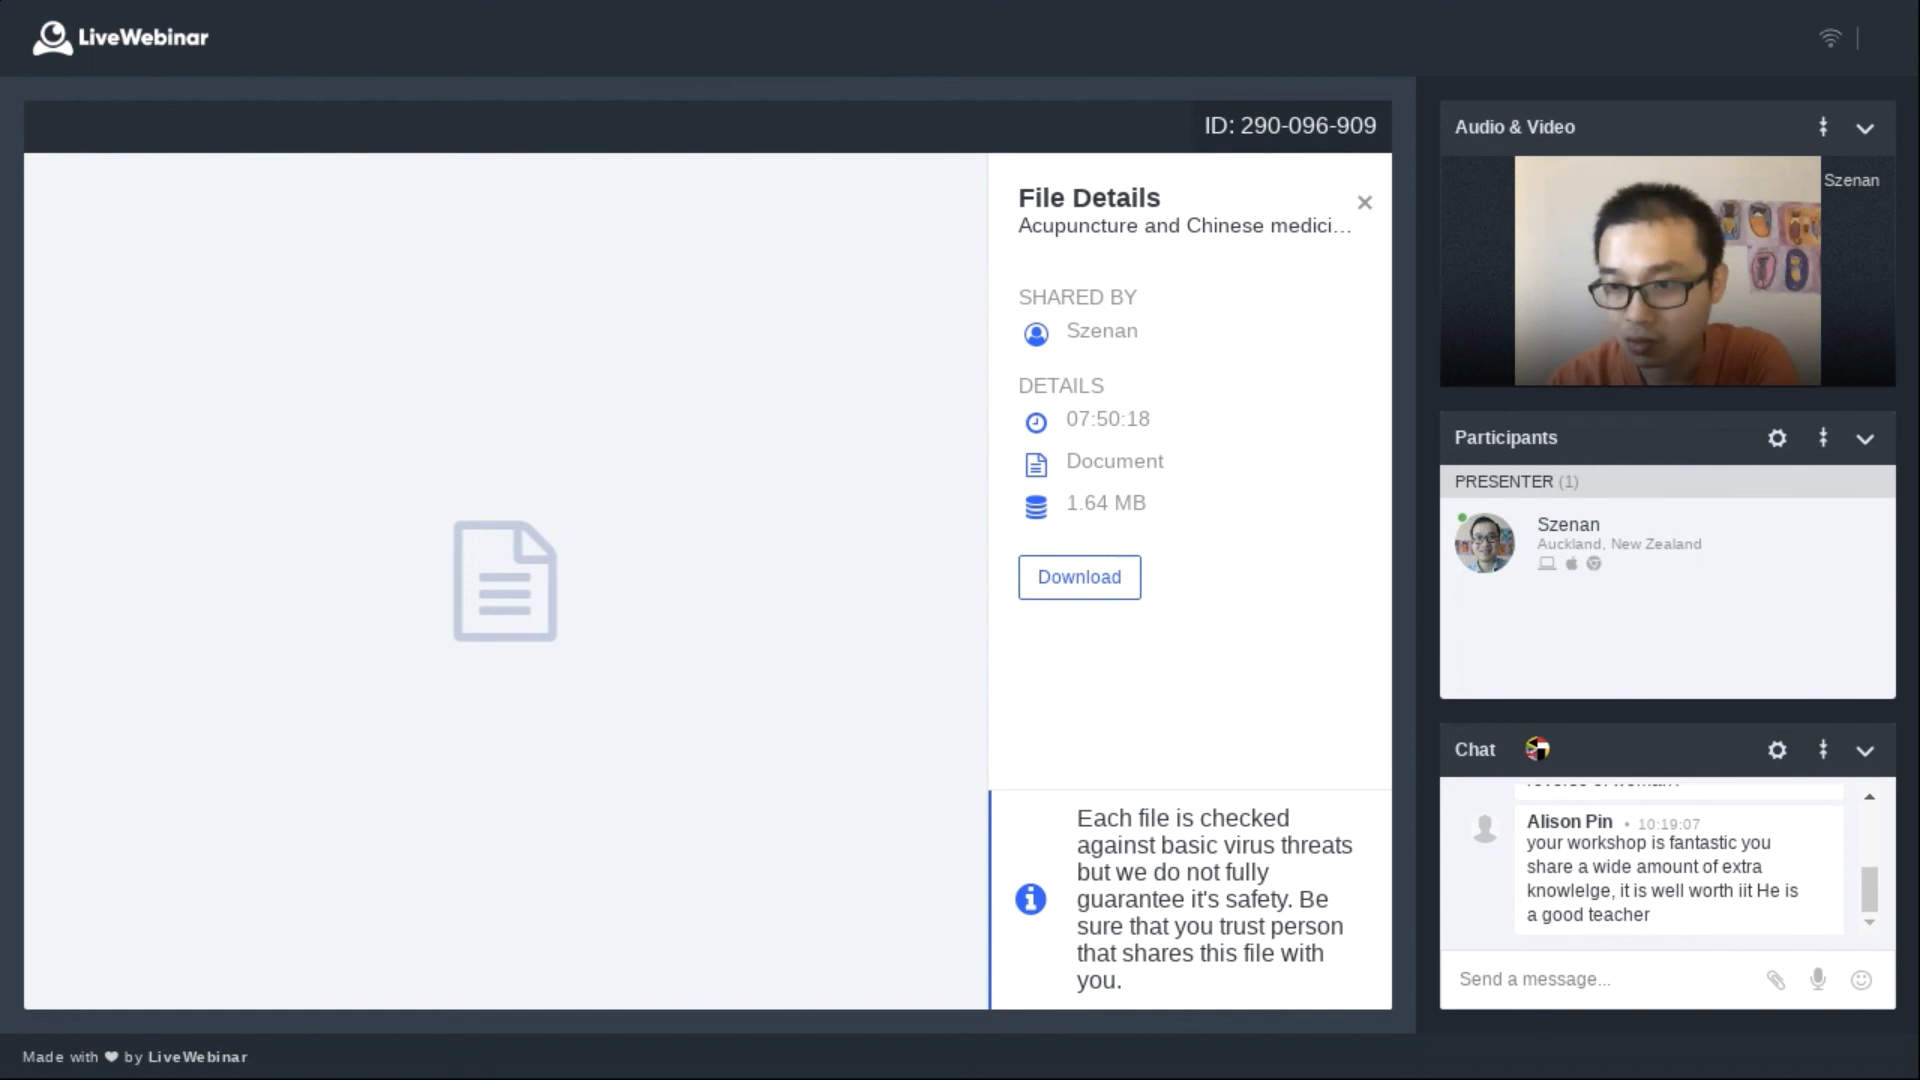 LiveWebinar
ID: 290-096-909
File Details
Acupuncture and Chinese medici...
SHARED BY
Szenan
DETAILS
07:50:18
Document
1.64 MB
Download
Each file is checked
against basic virus threats
but we do not fully
guarantee it's safety. Be
sure that you trust person
that shares this file with
you.
Audio & Video
Szenan
Participants
PRESENTER (1)
Szenan
Auckland, New Zealand
Chat
Alison Pin • 10:19:07
your workshop is fantastic you
share a wide amount of extra
knowlelge, it is well worth iit He is
a good teacher
Send a message...
Made with ❤ by LiveWebinar